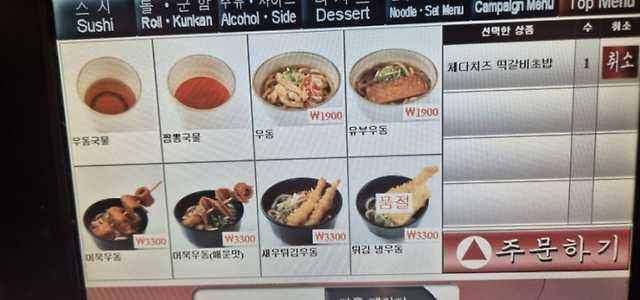 스시
Sushi
롤·군함
Roll·Kunkan
Alcohol·Side
Dessert
Noodle·Set Menu
Campaign Menu
Top Menu
선택한 상품
수
취소
체다치즈 떡갈비초밥
1
취소
우동국물
짬뽕국물
₩1900
우동
₩1900
유부우동
₩3300
어묵우동
₩3300
어묵우동(매운맛)
₩3300
새우튀김우동
품절
₩3300
튀김 냉우동
주문하기